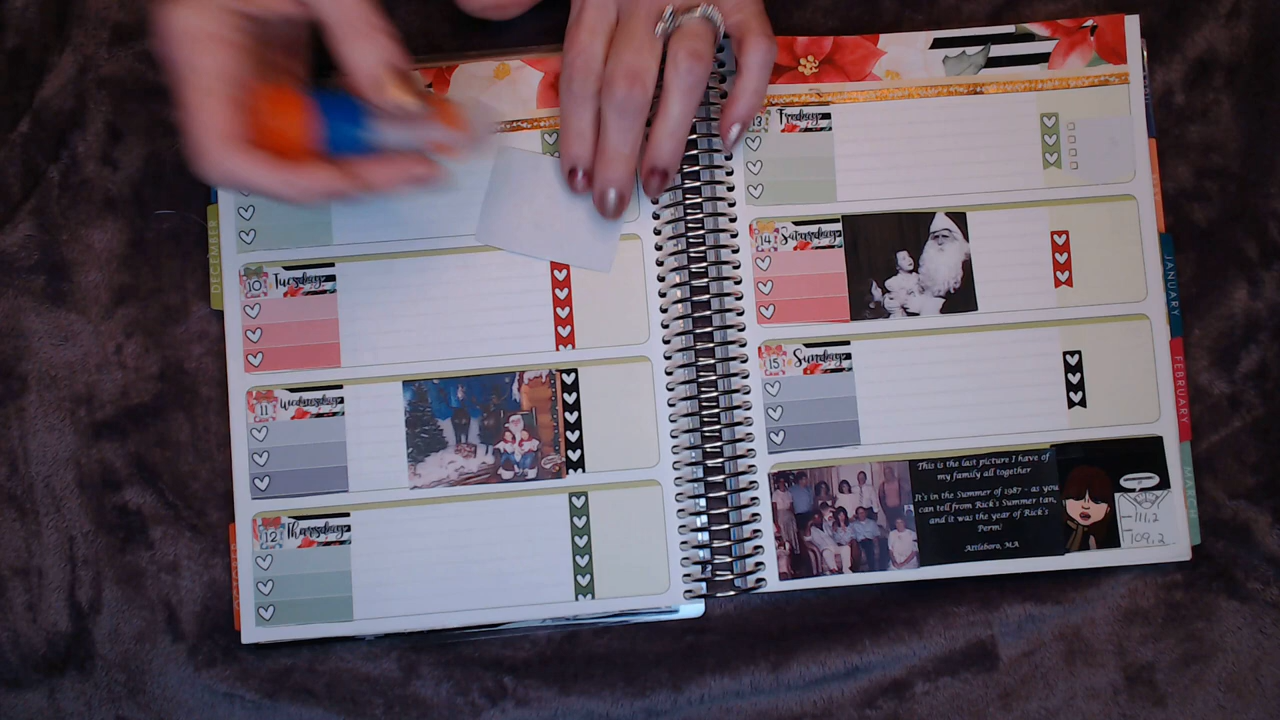 DECEMBER
10
Tuesday
11
Wednesday
12
Thursday
13
Friday
14
Saturday
15
Sunday
This is the last picture I have of
my family all together
It's in the Summer of 1987 - as you
can tell from Rick's Summer tan,
and it was the year of Rick's
Perm!
Attleboro, MA
111.2
109.2
JANUARY
FEBRUARY
MARCH